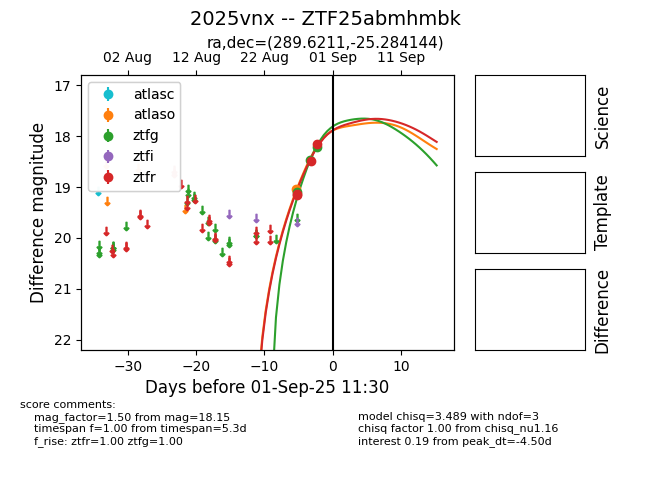 2025vnx -- ZTF25abmhmbk
ra,dec=(289.6211,-25.284144)
02 Aug
12 Aug
22 Aug
01 Sep
11 Sep
17
18
19
20
21
22
Difference magnitude
atlasc
atlaso
ztfg
ztfi
ztfr
−30
−20
−10
0
10
Days before 01-Sep-25 11:30
Science
Template
Difference
score comments:
mag_factor=1.50 from mag=18.15
timespan f=1.00 from timespan=5.3d
f_rise: ztfr=1.00 ztfg=1.00
model chisq=3.489 with ndof=3
chisq factor 1.00 from chisq_nu1.16
interest 0.19 from peak_dt=-4.50d